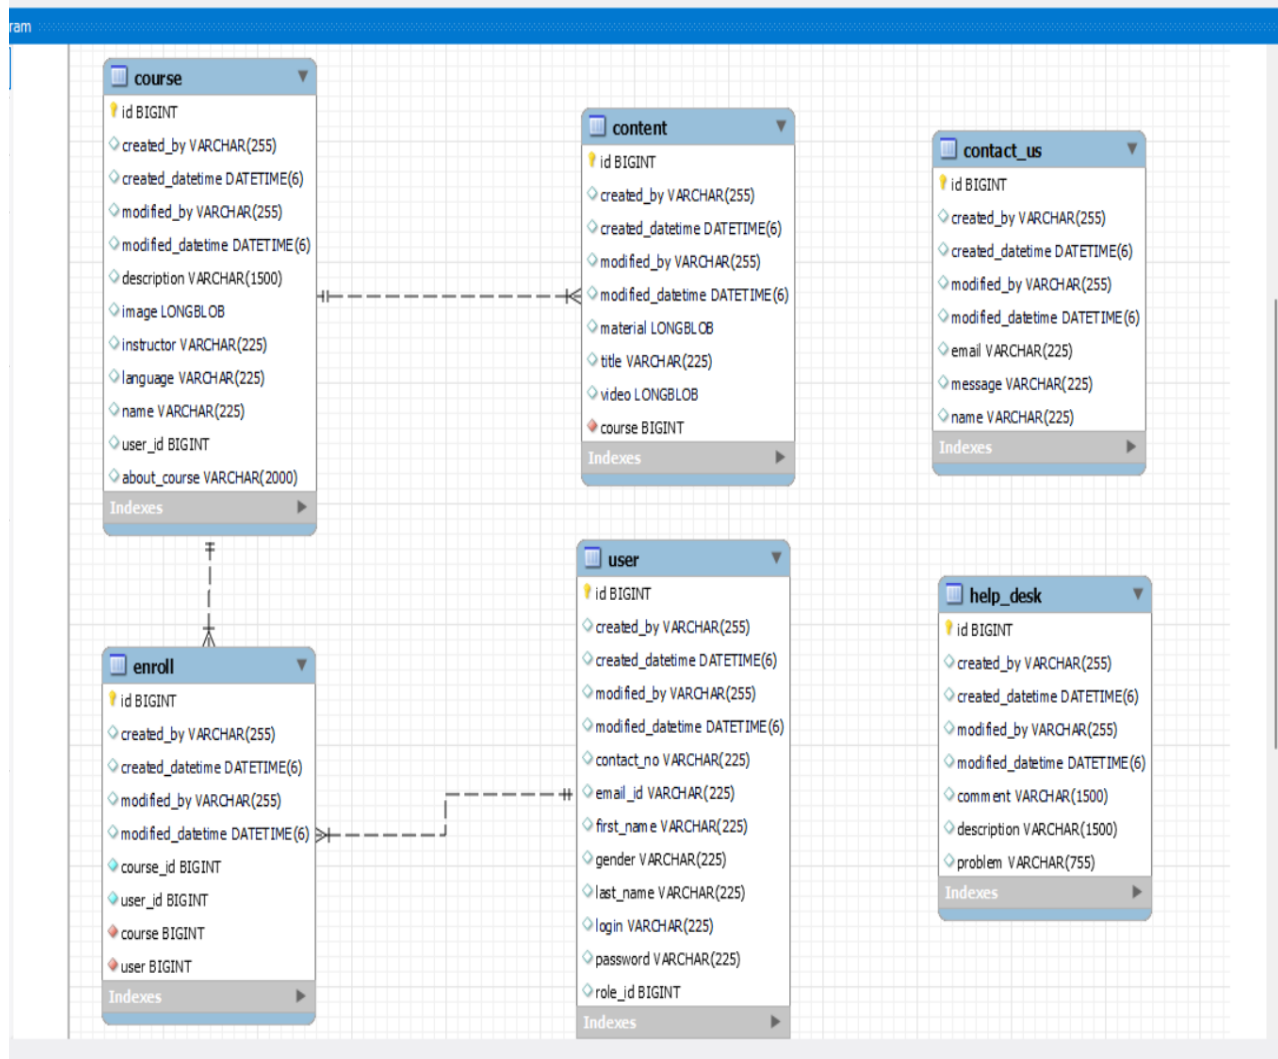 ram
course
id BIGINT
created_by VARCHAR(255)
created_datetime DATETIME(6)
modified_by VARCHAR(255)
modified_datetime DATETIME(6)
description VARCHAR(1500)
image LONGBLOB
instructor VARCHAR(225)
language VARCHAR(225)
name VARCHAR(225)
user_id BIGINT
about_course VARCHAR(2000)
Indexes
content
id BIGINT
created_by VARCHAR(255)
created_datetime DATETIME(6)
modified_by VARCHAR(255)
modified_datetime DATETIME(6)
material LONGBLOB
title VARCHAR(225)
video LONGBLOB
course BIGINT
Indexes
contact_us
id BIGINT
created_by VARCHAR(255)
created_datetime DATETIME(6)
modified_by VARCHAR(255)
modified_datetime DATETIME(6)
email VARCHAR(225)
message VARCHAR(225)
name VARCHAR(225)
Indexes
enroll
id BIGINT
created_by VARCHAR(255)
created_datetime DATETIME(6)
modified_by VARCHAR(255)
modified_datetime DATETIME(6)
course_id BIGINT
user_id BIGINT
course BIGINT
user BIGINT
Indexes
user
id BIGINT
created_by VARCHAR(255)
created_datetime DATETIME(6)
modified_by VARCHAR(255)
modified_datetime DATETIME(6)
contact_no VARCHAR(225)
email_id VARCHAR(225)
first_name VARCHAR(225)
gender VARCHAR(225)
last_name VARCHAR(225)
login VARCHAR(225)
password VARCHAR(225)
role_id BIGINT
Indexes
help_desk
id BIGINT
created_by VARCHAR(255)
created_datetime DATETIME(6)
modified_by VARCHAR(255)
modified_datetime DATETIME(6)
comment VARCHAR(1500)
description VARCHAR(1500)
problem VARCHAR(755)
Indexes